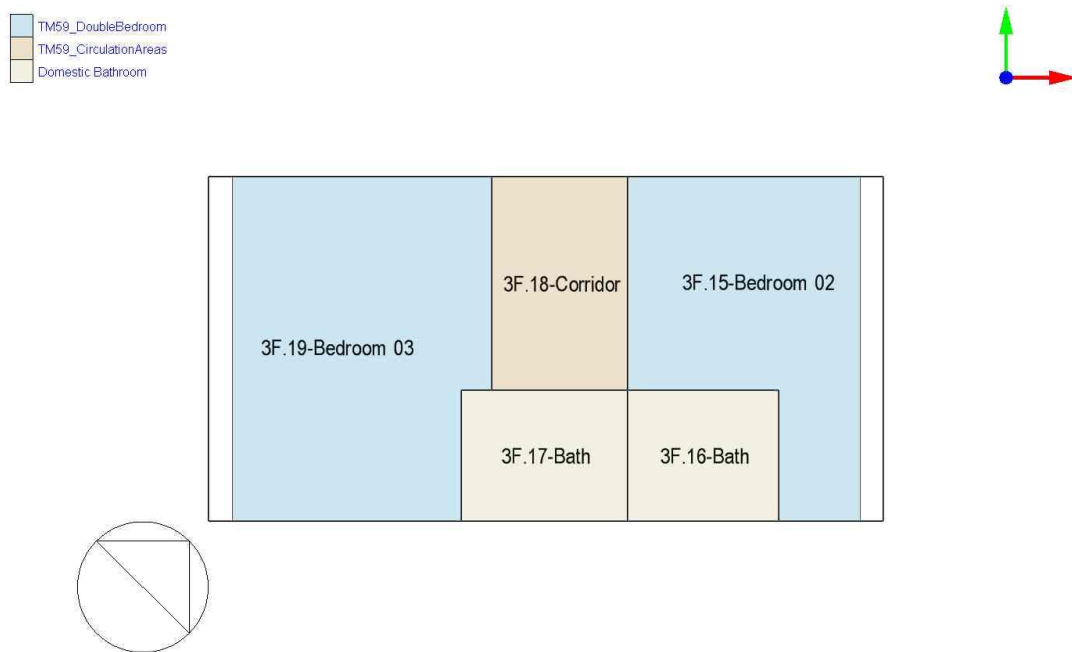 TM59_DoubleBedroom
TM59_CirculationAreas
Domestic Bathroom
3F.18-Corridor
3F.15-Bedroom 02
3F.19-Bedroom 03
3F.17-Bath
3F.16-Bath